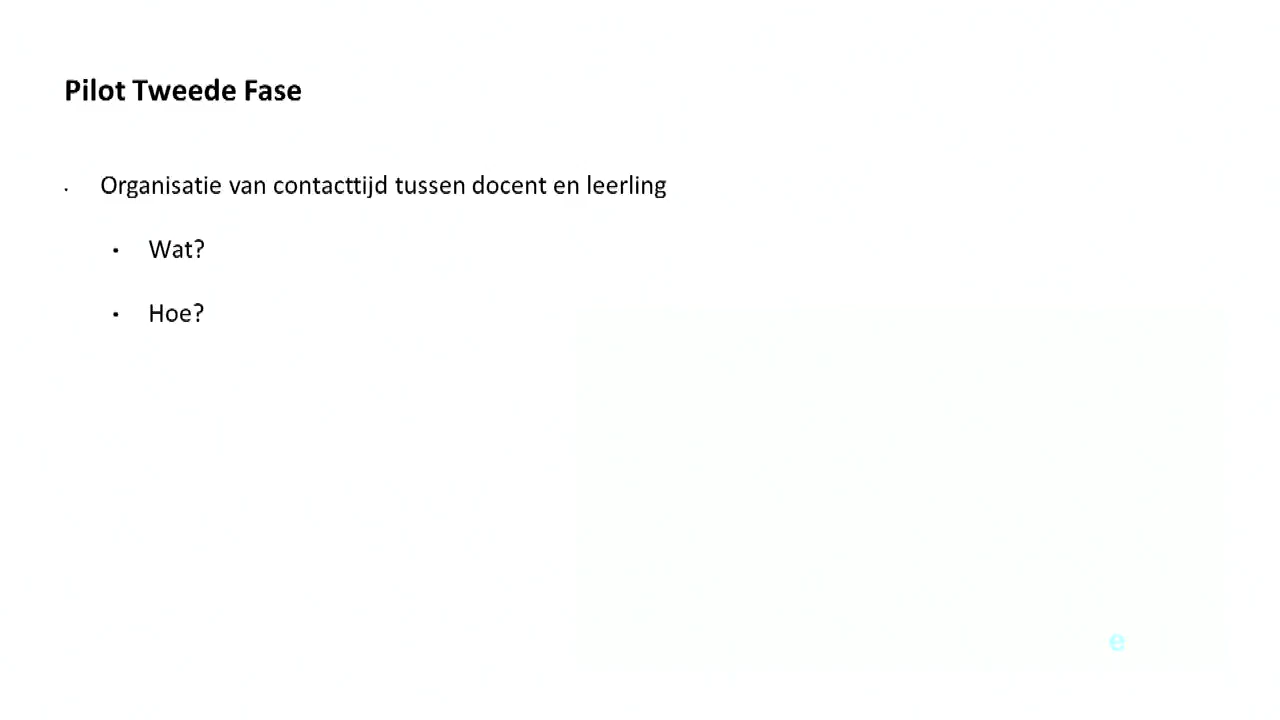 Pilot Tweede Fase
Organisatie van contacttijd tussen docent en leerling
Wat?
Hoe?